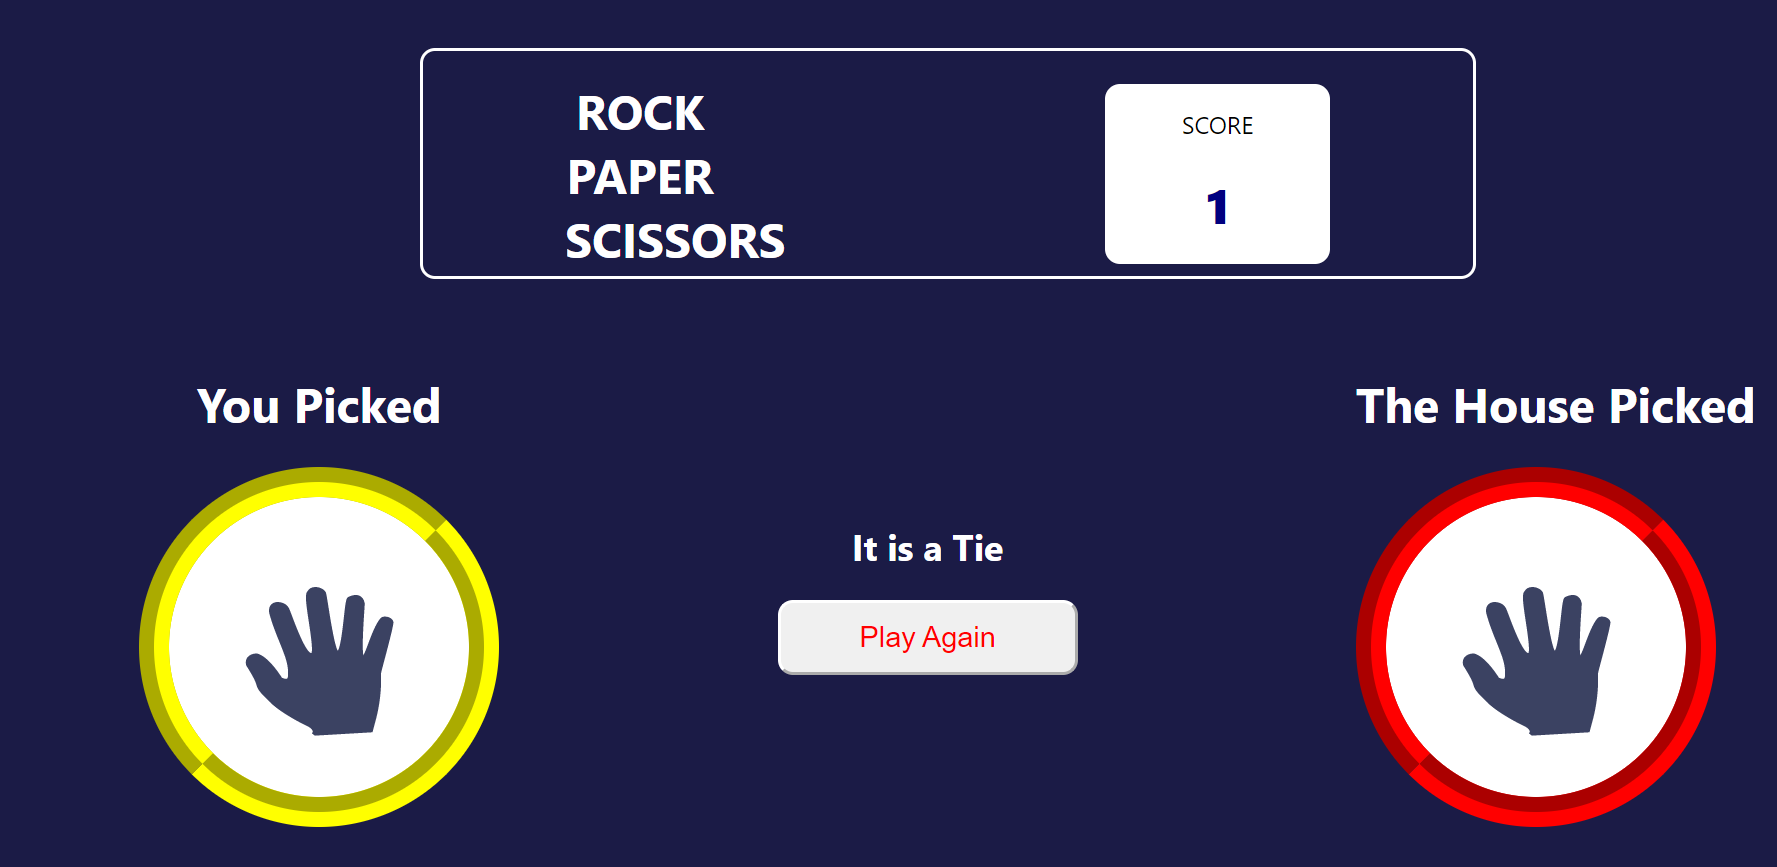 ROCK
PAPER
SCISSORS
SCORE
1
You Picked
The House Picked
It is a Tie
Play Again